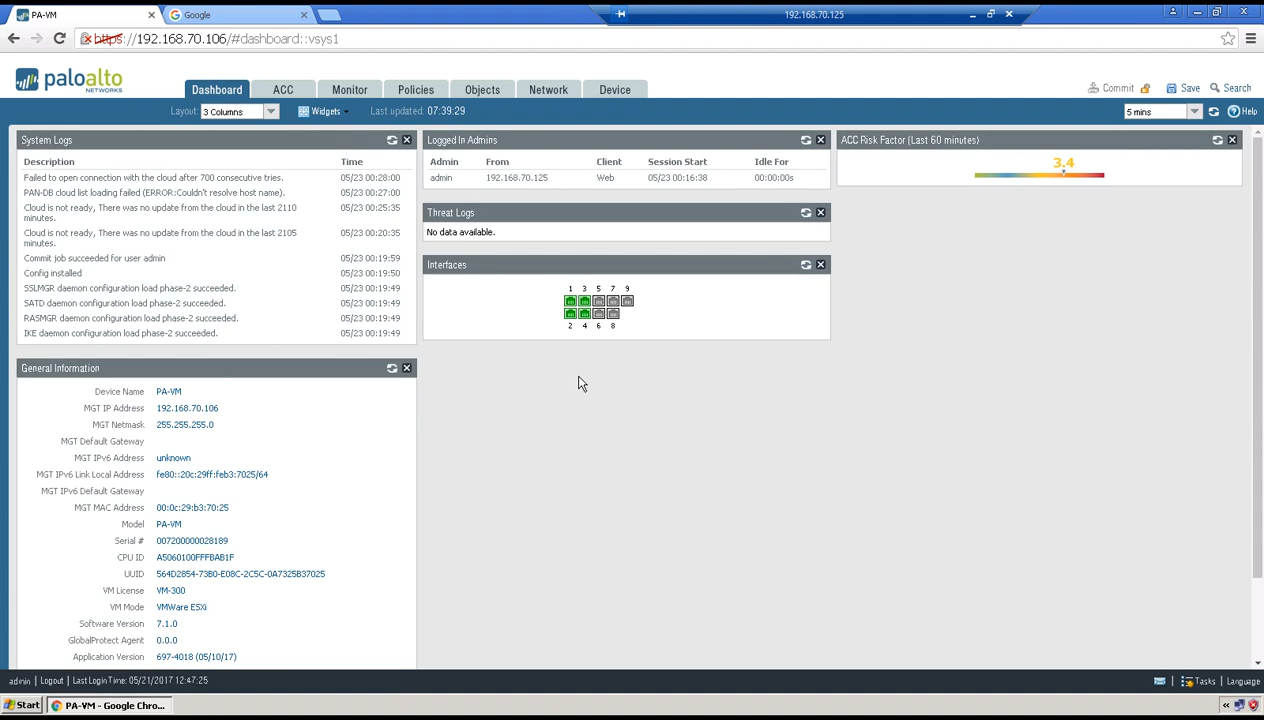 PA-VM
Google
192.168.70.125
https://192.168.70.106/#dashboard::vsys1
paloalto
NETWORKS
Dashboard
ACC
Monitor
Policies
Objects
Network
Device
Commit
Save
Search
Layout:
3 Columns
Widgets
Last updated:
07:39:29
5 mins
Help
System Logs
Description Time
Failed to open connection with the cloud after 700 consecutive tries. 05/23 00:28:00
PAN-DB cloud list loading failed (ERROR:Couldn't resolve host name). 05/23 00:27:00
Cloud is not ready, There was no update from the cloud in the last 2110 05/23 00:25:35
minutes.
Cloud is not ready, There was no update from the cloud in the last 2105 05/23 00:20:35
minutes.
Commit job succeeded for user admin 05/23 00:19:59
Config installed 05/23 00:19:50
SSLMGR daemon configuration load phase-2 succeeded. 05/23 00:19:49
SATD daemon configuration load phase-2 succeeded. 05/23 00:19:49
RASMGR daemon configuration load phase-2 succeeded. 05/23 00:19:49
IKE daemon configuration load phase-2 succeeded. 05/23 00:19:49
General Information
Device Name PA-VM
MGT IP Address 192.168.70.106
MGT Netmask 255.255.255.0
MGT Default Gateway
MGT IPv6 Address unknown
MGT IPv6 Link Local Address fe80::20c:29ff:feb3:7025/64
MGT IPv6 Default Gateway
MGT MAC Address 00:0c:29:b3:70:25
Model PA-VM
Serial # 007200000028189
CPU ID A5060100FFFBAB1F
UUID 564D2854-73B0-E08C-2C5C-0A7325B37025
VM License VM-300
VM Mode VMWare ESXi
Software Version 7.1.0
GlobalProtect Agent 0.0.0
Application Version 697-4018 (05/10/17)
Logged In Admins
Admin From Client Session Start Idle For
admin 192.168.70.125 Web 05/23 00:16:38 00:00:00s
Threat Logs
No data available.
Interfaces
1 3 5 7 9
2 4 6 8
ACC Risk Factor (Last 60 minutes)
3.4
admin | Logout | Last Login Time: 05/21/2017 12:47:25
Tasks | Language
Start
PA-VM - Google Chro...